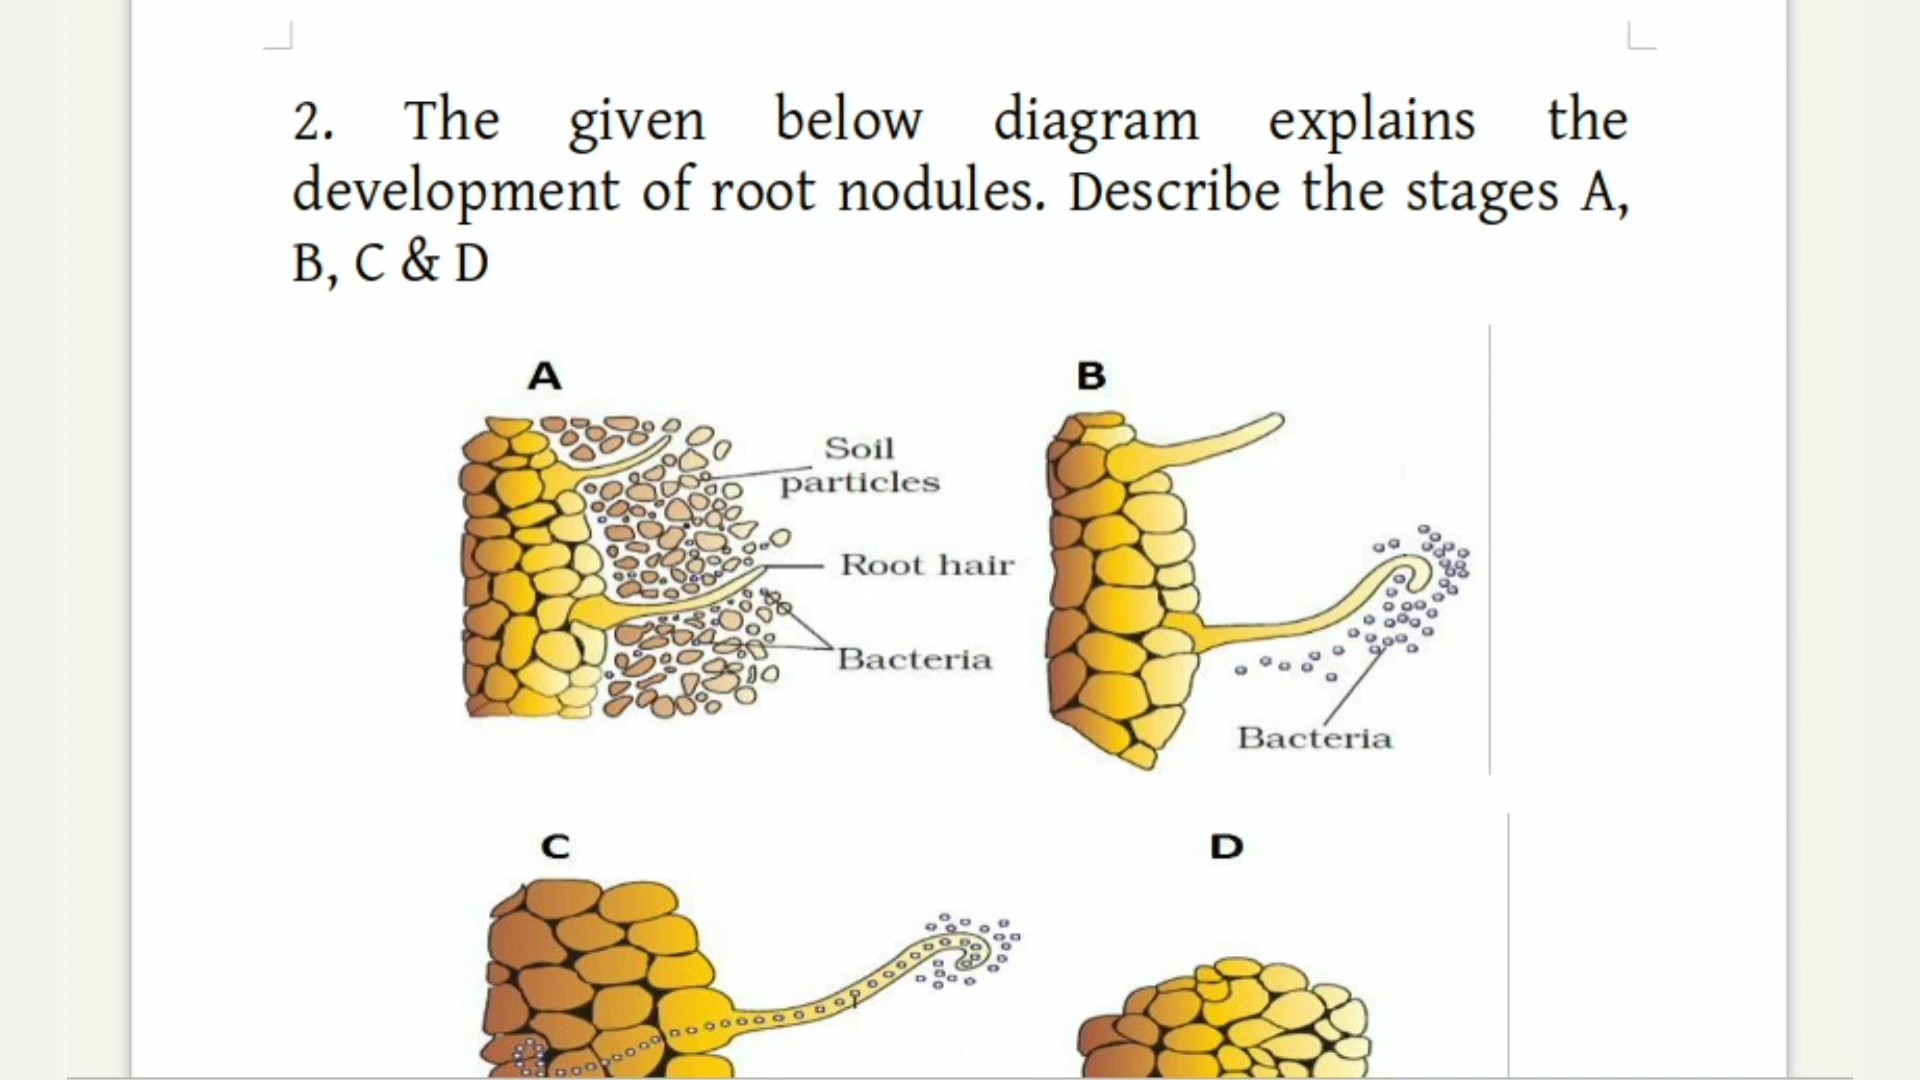 2. The given below diagram explains the
development of root nodules. Describe the stages A,
B, C & D
A
B
Soil
particles
Root hair
Bacteria
Bacteria
C
D